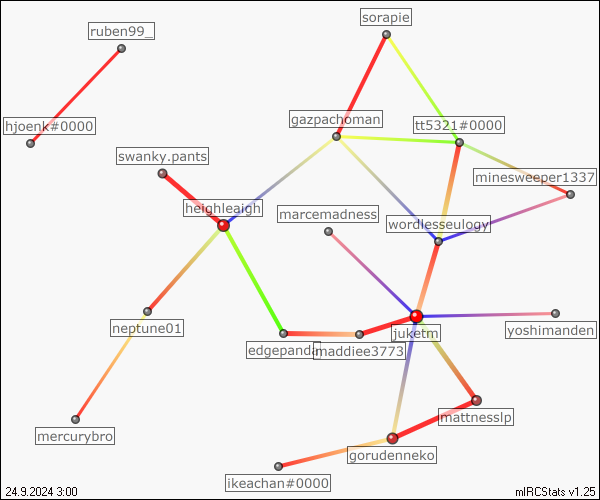 sorapie
ruben99_
gazpachoman
hjoenk#0000
tt5321#0000
swanky.pants
minesweeper1337
heighleaigh
marcemadness
wordlesseulogy
neptune01
juketm
yoshimanden
edgepanda
maddiee3773
mattnesslp
mercurybro
gorudenneko
ikeachan#0000
24.9.2024 3:00
mIRCStats v1.25